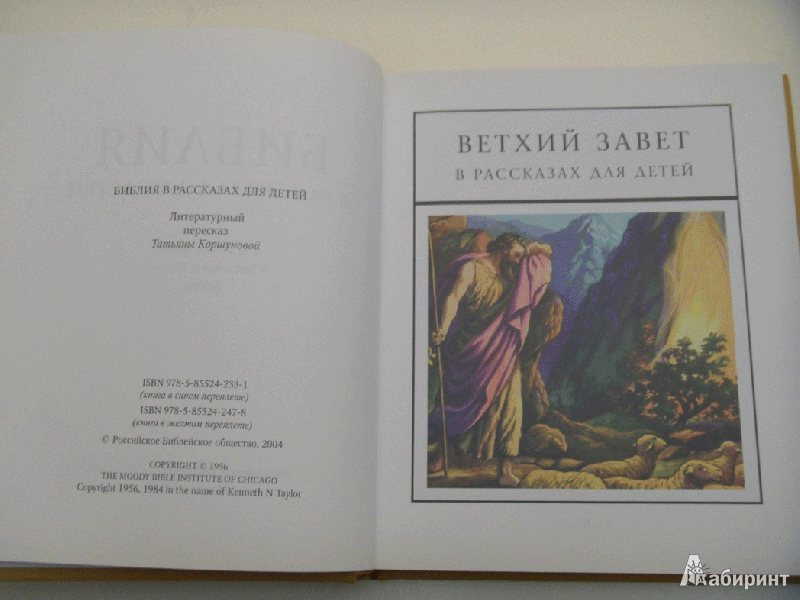 БИБЛИЯ
БИБЛИЯ В РАССКАЗАХ ДЛЯ ДЕТЕЙ
Литературный
пересказ
Татьяны Коршуновой
ISBN 978-5-85524-233-1
(книга в синем переплете)
ISBN 978-5-85524-247-8
(книга в желтом переплете)
© Российское Библейское общество, 2004
COPYRIGHT © 1956
THE MOODY BIBLE INSTITUTE OF CHICAGO
Copyright 1956, 1984 in the name of Kenneth N Taylor
ВЕТХИЙ ЗАВЕТ
В РАССКАЗАХ ДЛЯ ДЕТЕЙ
Лабиринт